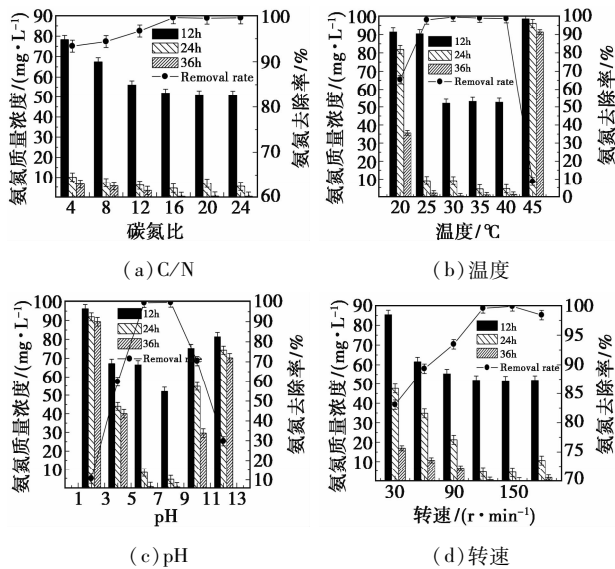 氨氮质量浓度/(mg·L⁻¹)
90
80
70
60
50
40
30
20
10
12h
24h
36h
Removal rate
100
90
80
70
60
氨氮去除率/%
4 8 12 16 20 24
碳氮比
(a) C/N
氨氮质量浓度/(mg·L⁻¹)
100
90
80
70
60
50
40
30
20
10
0
12h
24h
36h
Removal rate
100
90
80
70
60
50
40
30
20
10
0
氨氮去除率/%
20 25 30 35 40 45
温度/℃
(b) 温度
氨氮质量浓度/(mg·L⁻¹)
100
90
80
70
60
50
40
30
20
10
12h
24h
36h
Removal rate
100
90
80
70
60
50
40
30
20
10
氨氮去除率/%
1 3 5 7 9 11 13
pH
(c) pH
氨氮质量浓度/(mg·L⁻¹)
90
80
70
60
50
40
30
20
10
12h
24h
36h
Removal rate
100
95
90
85
80
75
70
氨氮去除率/%
30 90 150
转速/(r·min⁻¹)
(d) 转速